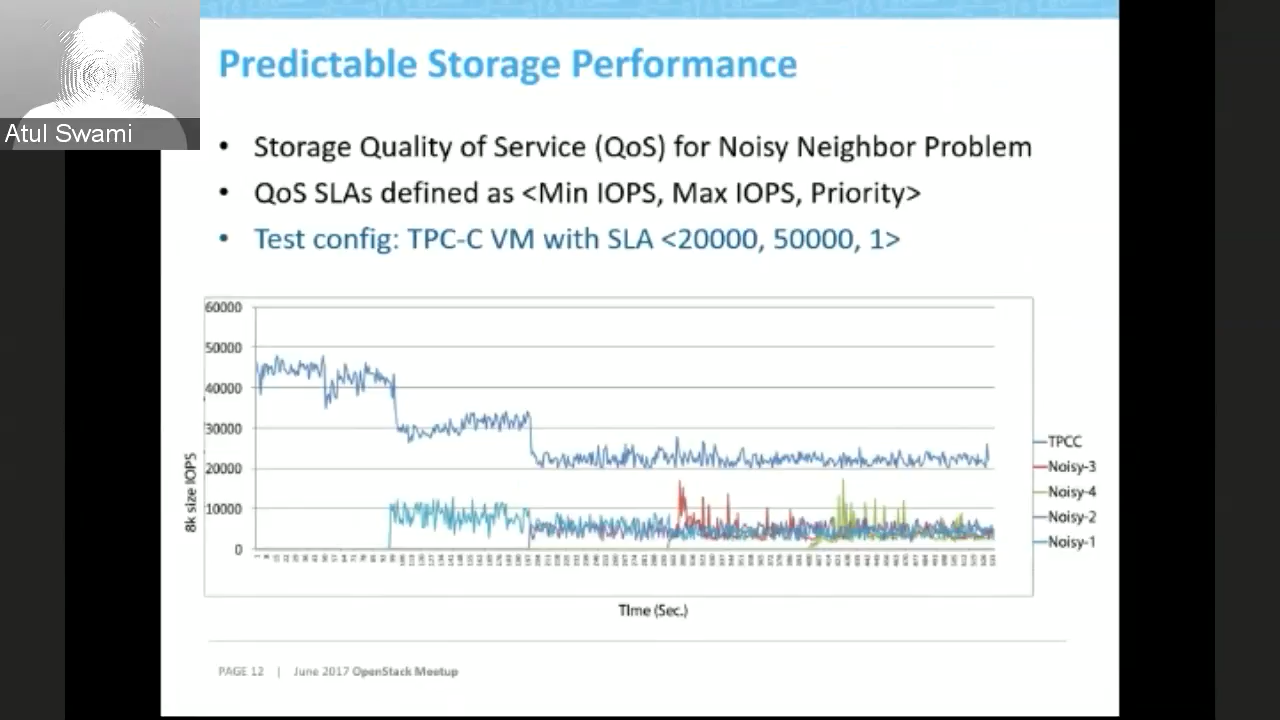 Atul Swami
Predictable Storage Performance
• Storage Quality of Service (QoS) for Noisy Neighbor Problem
• QoS SLAs defined as <Min IOPS, Max IOPS, Priority>
• Test config: TPC-C VM with SLA <20000, 50000, 1>
60000
50000
40000
30000
20000
10000
0
8k size IOPS
TPCC
Noisy-3
Noisy-4
Noisy-2
Noisy-1
TIme (Sec.)
PAGE 12 | June 2017 OpenStack Meetup